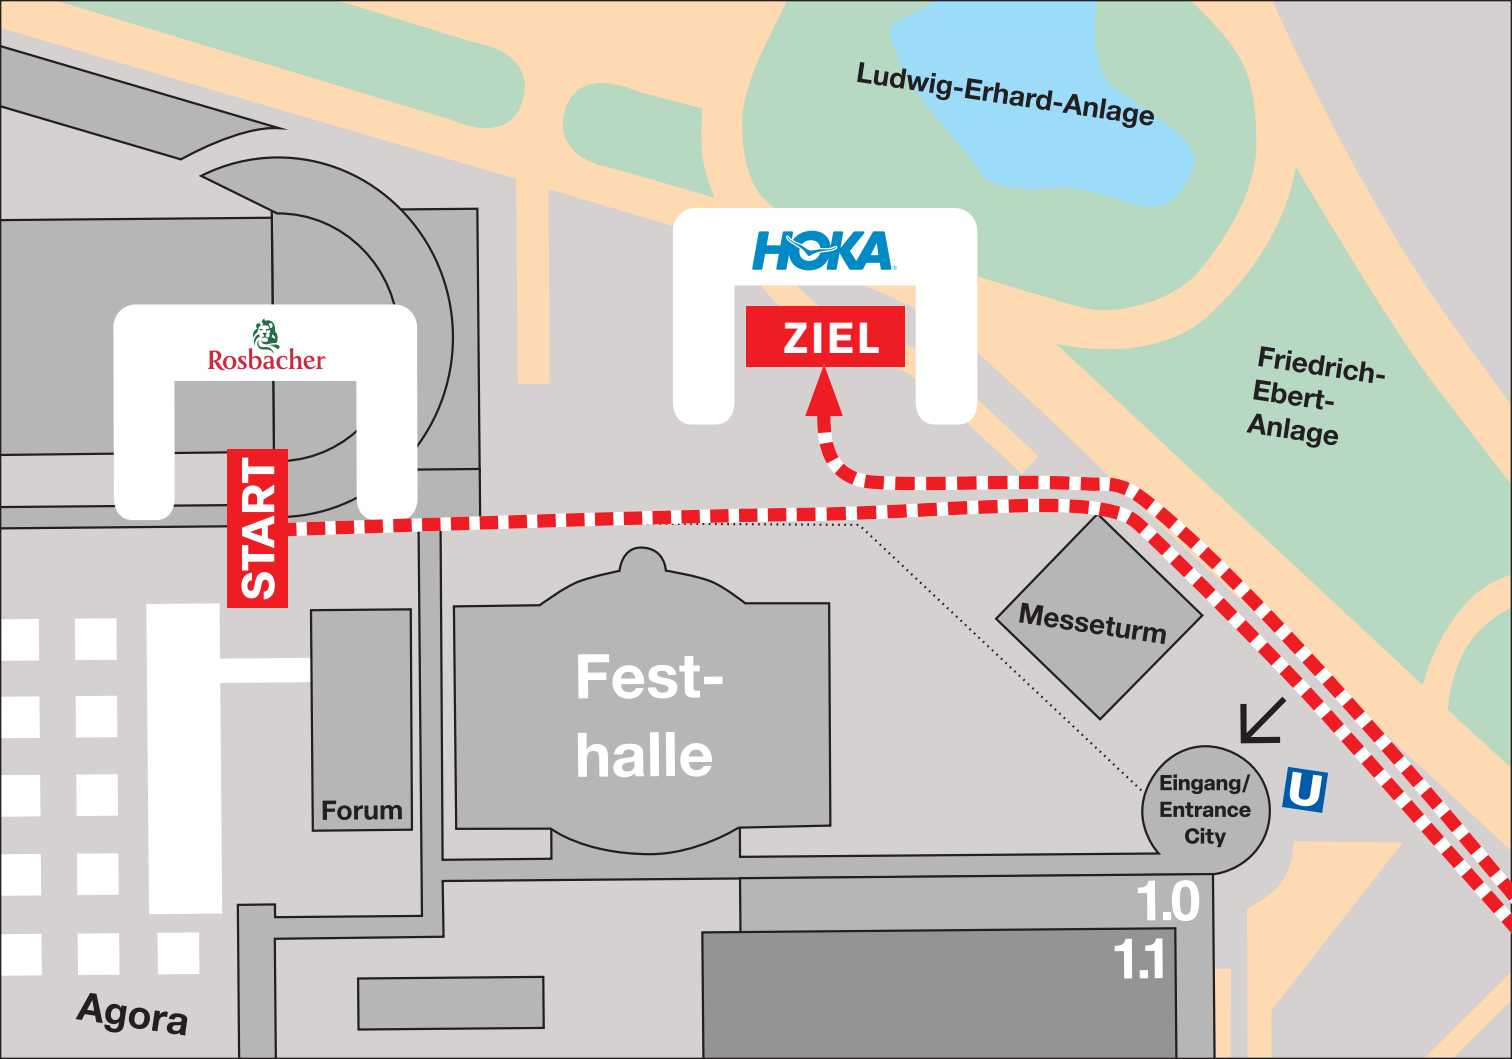 Ludwig-Erhard-Anlage
HOKA
ZIEL
Rosbacher
Friedrich-
Ebert-
Anlage
START
Messeturm
Fest-
halle
Forum
Eingang/
Entrance
City
U
1.0
1.1
Agora